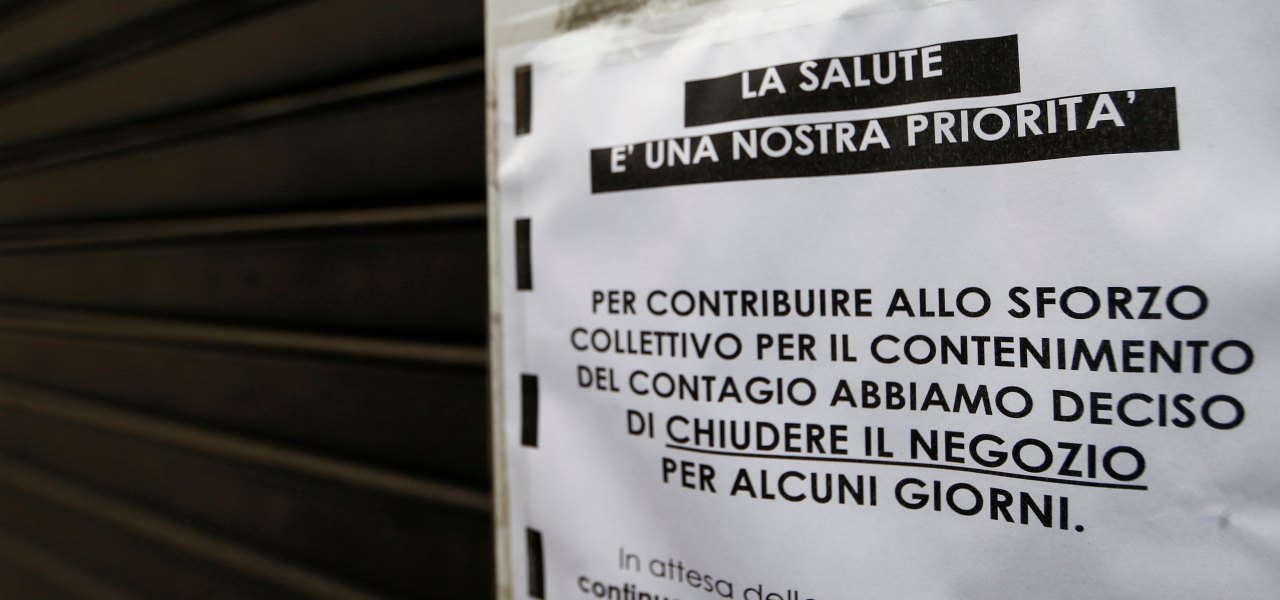 LA SALUTE
E' UNA NOSTRA PRIORITA'
PER CONTRIBUIRE ALLO SFORZO
COLLETTIVO PER IL CONTENIMENTO
DEL CONTAGIO ABBIAMO DECISO
DI CHIUDERE IL NEGOZIO
PER ALCUNI GIORNI.
In attesa